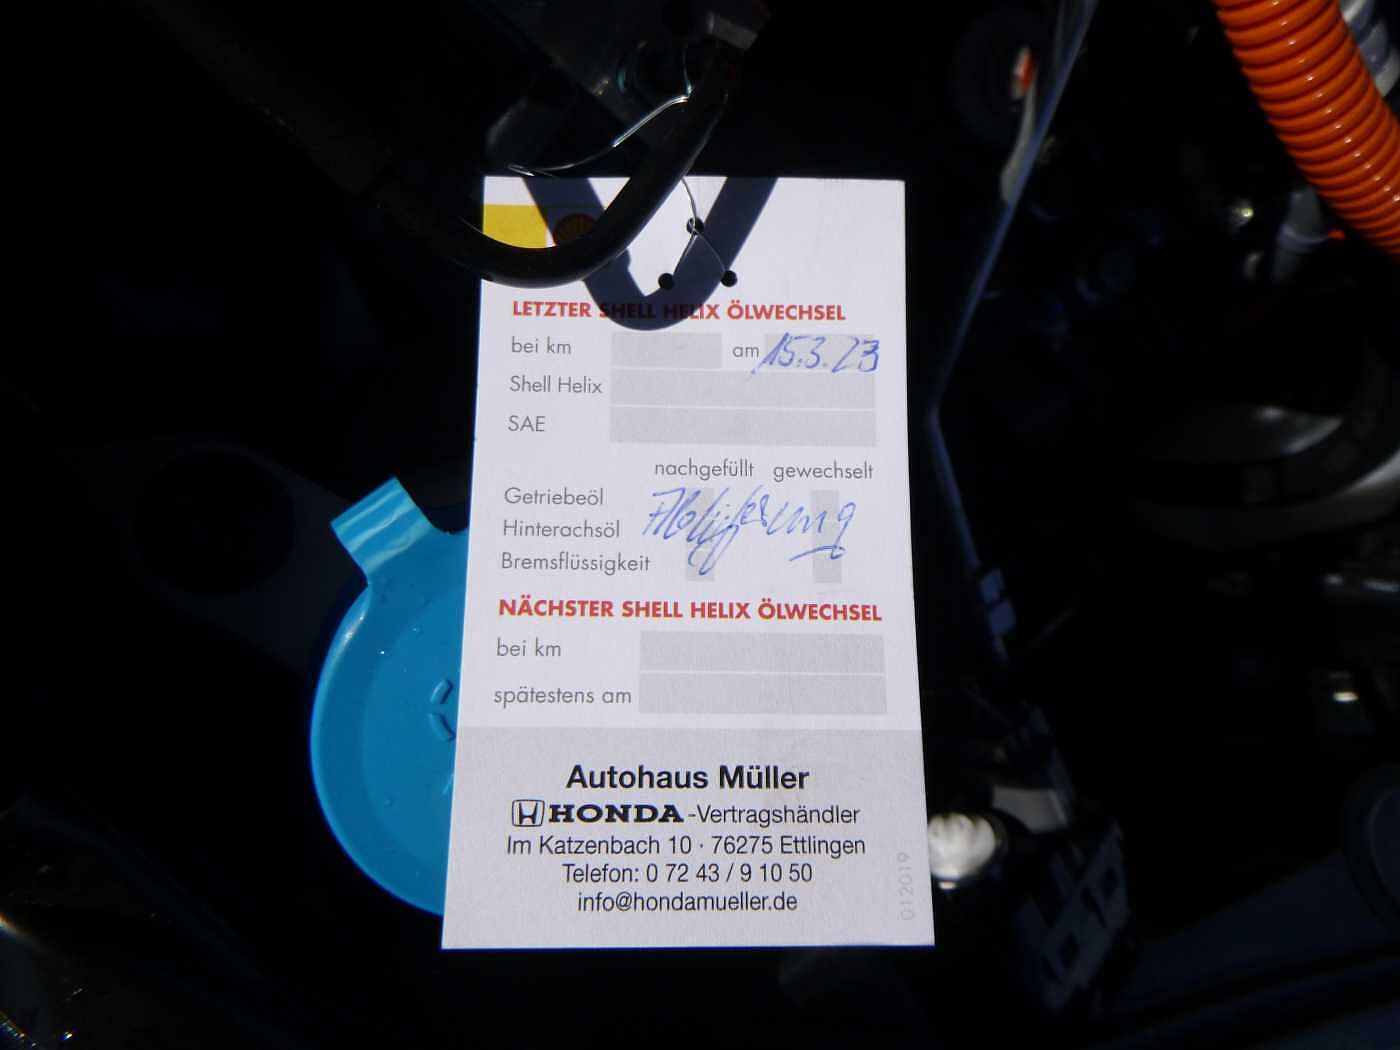 LETZTER SHELL HELIX ÖLWECHSEL
bei km am 15.3.23
Shell Helix
SAE
nachgefüllt gewechselt
Getriebeöl
Hinterachsöl
Ablieferung
Bremsflüssigkeit
NÄCHSTER SHELL HELIX ÖLWECHSEL
bei km
spätestens am
Autohaus Müller
HONDA-Vertragshändler
Im Katzenbach 10 · 76275 Ettlingen
Telefon: 0 72 43 / 9 10 50
info@hondamueller.de
012019